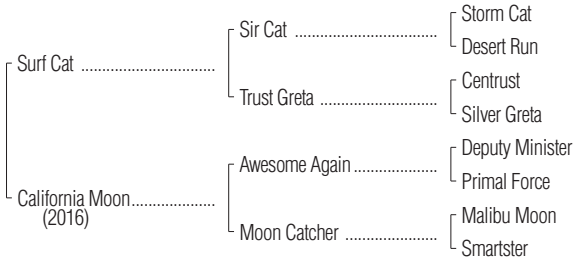 Surf Cat
Sir Cat
Storm Cat
Desert Run
Trust Greta
Centrust
Silver Greta
California Moon
(2016)
Awesome Again
Deputy Minister
Primal Force
Moon Catcher
Malibu Moon
Smartster